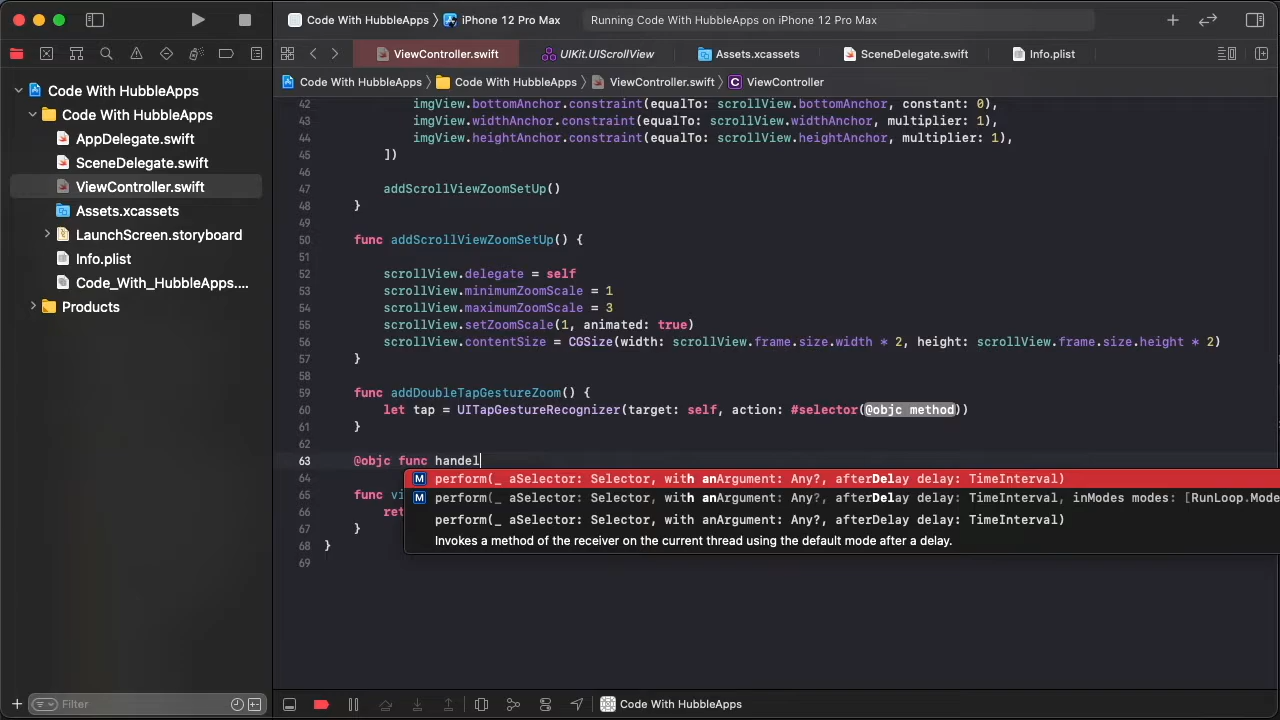 Code With HubbleApps 〉 iPhone 12 Pro Max
Running Code With HubbleApps on iPhone 12 Pro Max
ViewController.swift
UIKit.UIScrollView
Assets.xcassets
SceneDelegate.swift
Info.plist
Code With HubbleApps 〉 Code With HubbleApps 〉 ViewController.swift 〉 C ViewController
Code With HubbleApps
Code With HubbleApps
AppDelegate.swift
SceneDelegate.swift
ViewController.swift
Assets.xcassets
LaunchScreen.storyboard
Info.plist
Code_With_HubbleApps....
Products
42 imgView.bottomAnchor.constraint(equalTo: scrollView.bottomAnchor, constant: 0),
43 imgView.widthAnchor.constraint(equalTo: scrollView.widthAnchor, multiplier: 1),
44 imgView.heightAnchor.constraint(equalTo: scrollView.heightAnchor, multiplier: 1),
45 ])
46
47 addScrollViewZoomSetUp()
48 }
49
50 func addScrollViewZoomSetUp() {
51
52 scrollView.delegate = self
53 scrollView.minimumZoomScale = 1
54 scrollView.maximumZoomScale = 3
55 scrollView.setZoomScale(1, animated: true)
56 scrollView.contentSize = CGSize(width: scrollView.frame.size.width * 2, height: scrollView.frame.size.height * 2)
57 }
58
59 func addDoubleTapGestureZoom() {
60 let tap = UITapGestureRecognizer(target: self, action: #selector(@objc method))
61 }
62
63 @objc func handel
64
M perform(_ aSelector: Selector, with anArgument: Any?, afterDelay delay: TimeInterval)
65 func vi
M perform(_ aSelector: Selector, with anArgument: Any?, afterDelay delay: TimeInterval, inModes modes: [RunLoop.Mode
66 ret
perform(_ aSelector: Selector, with anArgument: Any?, afterDelay delay: TimeInterval)
67 }
Invokes a method of the receiver on the current thread using the default mode after a delay.
68 }
69
Filter
Code With HubbleApps